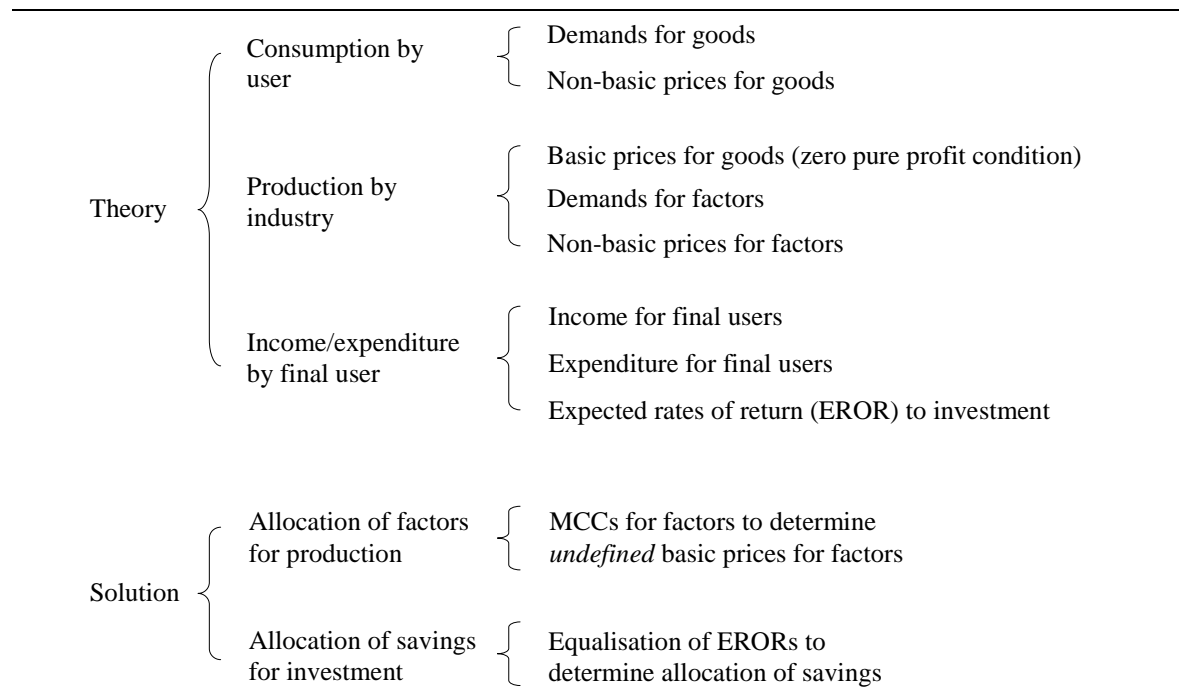 Theory
Consumption by
user
Demands for goods
Non-basic prices for goods
Production by
industry
Basic prices for goods (zero pure profit condition)
Demands for factors
Non-basic prices for factors
Income/expenditure
by final user
Income for final users
Expenditure for final users
Expected rates of return (EROR) to investment
Solution
Allocation of factors
for production
MCCs for factors to determine
undefined basic prices for factors
Allocation of savings
for investment
Equalisation of ERORs to
determine allocation of savings